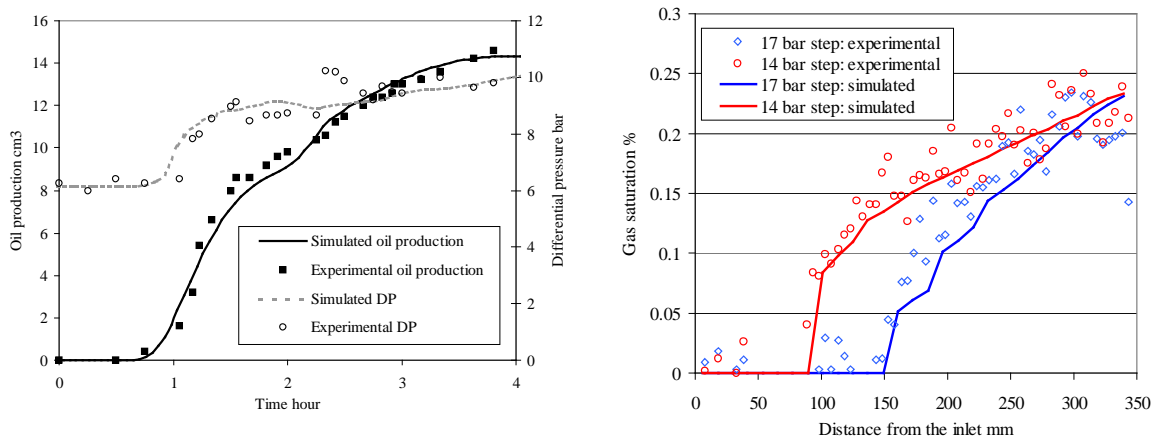 16
14
12
10
8
6
4
2
0
Oil production cm3
12
10
8
6
4
2
0
Differential pressure bar
Simulated oil production
Experimental oil production
Simulated DP
Experimental DP
0 1 2 3 4
Time hour
17 bar step: experimental
14 bar step: experimental
17 bar step: simulated
14 bar step: simulated
0.3
0.25
0.2
0.15
0.1
0.05
0
Gas saturation %
0 50 100 150 200 250 300 350
Distance from the inlet mm